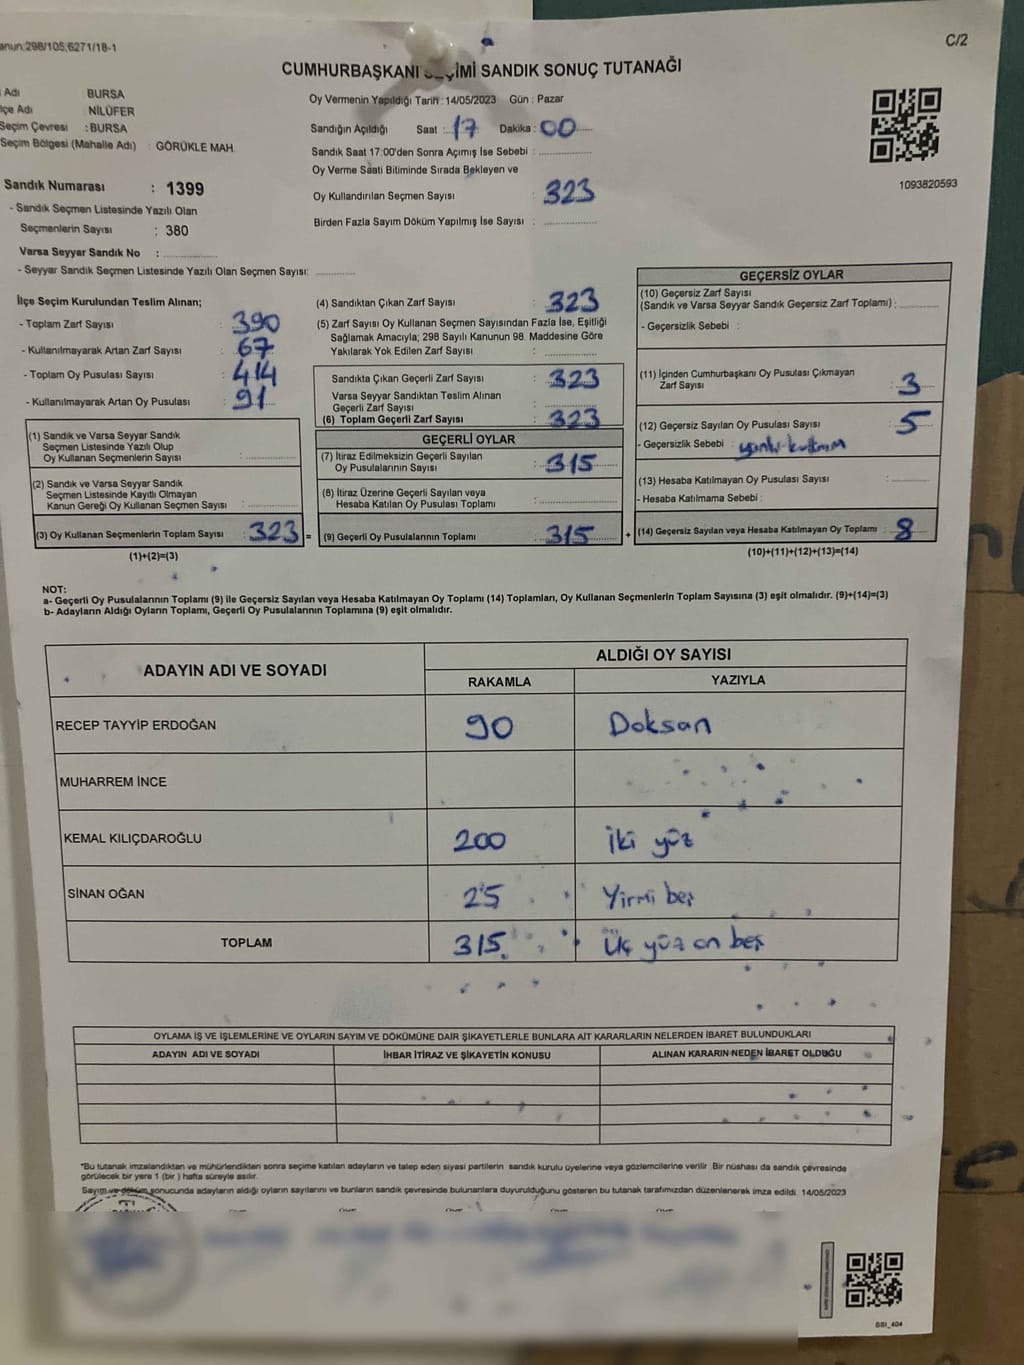 anun:298/105;6271/18-1
C/2
CUMHURBAŞKANI SEÇİMİ SANDIK SONUÇ TUTANAĞI
Adı BURSA
lçe Adı NİLÜFER
Seçim Çevresi : BURSA
Seçim Bölgesi (Mahalle Adı) : GÖRÜKLE MAH.
Sandık Numarası : 1399
- Sandık Seçmen Listesinde Yazılı Olan
Seçmenlerin Sayısı : 380
Varsa Seyyar Sandık No :
- Seyyar Sandık Seçmen Listesinde Yazılı Olan Seçmen Sayısı:
Oy Vermenin Yapıldığı Tarih : 14/05/2023 Gün : Pazar
Sandığın Açıldığı Saat : 17 Dakika : 00
Sandık Saat 17:00'den Sonra Açımış İse Sebebi :
Oy Verme Saati Bitiminde Sırada Bekleyen ve
Oy Kullandırılan Seçmen Sayısı : 323
Birden Fazla Sayım Döküm Yapılmış İse Sayısı :
1093820593
İlçe Seçim Kurulundan Teslim Alınan;
- Toplam Zarf Sayısı : 390
- Kullanılmayarak Artan Zarf Sayısı : 67
- Toplam Oy Pusulası Sayısı : 414
- Kullanılmayarak Artan Oy Pusulası : 91
(1) Sandık ve Varsa Seyyar Sandık
Seçmen Listesinde Yazılı Olup
Oy Kullanan Seçmenlerin Sayısı :
(2) Sandık ve Varsa Seyyar Sandık
Seçmen Listesinde Kayıtlı Olmayan
Kanun Gereği Oy Kullanan Seçmen Sayısı :
(3) Oy Kullanan Seçmenlerin Toplam Sayısı : 323 =
(1)+(2)=(3)
(4) Sandıktan Çıkan Zarf Sayısı : 323
(5) Zarf Sayısı Oy Kullanan Seçmen Sayısından Fazla İse, Eşitliği
Sağlamak Amacıyla; 298 Sayılı Kanunun 98. Maddesine Göre
Yakılarak Yok Edilen Zarf Sayısı :
Sandıkta Çıkan Geçerli Zarf Sayısı : 323
Varsa Seyyar Sandıktan Teslim Alınan
Geçerli Zarf Sayısı :
(6) Toplam Geçerli Zarf Sayısı : 323
GEÇERLİ OYLAR
(7) İtiraz Edilmeksizin Geçerli Sayılan
Oy Pusulalarının Sayısı : 315
(8) İtiraz Üzerine Geçerli Sayılan veya
Hesaba Katılan Oy Pusulası Toplamı :
(9) Geçerli Oy Pusulalarının Toplamı : 315 +
GEÇERSİZ OYLAR
(10) Geçersiz Zarf Sayısı
(Sandık ve Varsa Seyyar Sandık Geçersiz Zarf Toplamı) :
- Geçersizlik Sebebi :
(11) İçinden Cumhurbaşkanı Oy Pusulası Çıkmayan
Zarf Sayısı : 3
(12) Geçersiz Sayılan Oy Pusulası Sayısı : 5
- Geçersizlik Sebebi :
(13) Hesaba Katılmayan Oy Pusulası Sayısı :
- Hesaba Katılmama Sebebi :
(14) Geçersiz Sayılan veya Hesaba Katılmayan Oy Toplamı : 8
(10)+(11)+(12)+(13)=(14)
NOT:
a- Geçerli Oy Pusulalarının Toplamı (9) ile Geçersiz Sayılan veya Hesaba Katılmayan Oy Toplamı (14) Toplamları, Oy Kullanan Seçmenlerin Toplam Sayısına (3) eşit olmalıdır. (9)+(14)=(3)
b- Adayların Aldığı Oyların Toplamı, Geçerli Oy Pusulalarının Toplamına (9) eşit olmalıdır.
ADAYIN ADI VE SOYADI ALDIĞI OY SAYISI
RAKAMLA YAZIYLA
RECEP TAYYİP ERDOĞAN 90 Doksan
MUHARREM İNCE
KEMAL KILIÇDAROĞLU 200 İki yüz
SİNAN OĞAN 25 Yirmi beş
TOPLAM 315 Üç yüz on beş
OYLAMA İŞ VE İŞLEMLERİNE VE OYLARIN SAYIM VE DÖKÜMÜNE DAİR ŞİKAYETLERLE BUNLARA AİT KARARLARIN NELERDEN İBARET BULUNDUKLARI
ADAYIN ADI VE SOYADI İHBAR İTİRAZ VE ŞİKAYETİN KONUSU ALINAN KARARIN NEDEN İBARET OLDUĞU
*Bu tutanak imzalandıktan ve mühürlendikten sonra seçime katılan adayların ve talep eden siyasi partilerin sandık kurulu üyelerine veya gözlemcilerine verilir. Bir nüshası da sandık çevresinde
görülecek bir yere 1 (bir ) hafta süreyle asılır.
Sayım ve döküm sonucunda adayların aldığı oyların sayılarını ve bunların sandık çevresinde bulunanlara duyurulduğunu gösteren bu tutanak tarafımızdan düzenlenerek imza edildi. 14/05/2023
SSI_404